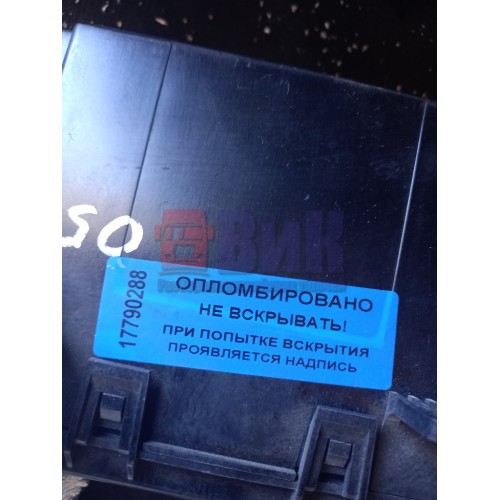 50
ВИК
17790288
ОПЛОМБИРОВАНО
НЕ ВСКРЫВАТЬ!
ПРИ ПОПЫТКЕ ВСКРЫТИЯ
ПРОЯВЛЯЕТСЯ НАДПИСЬ